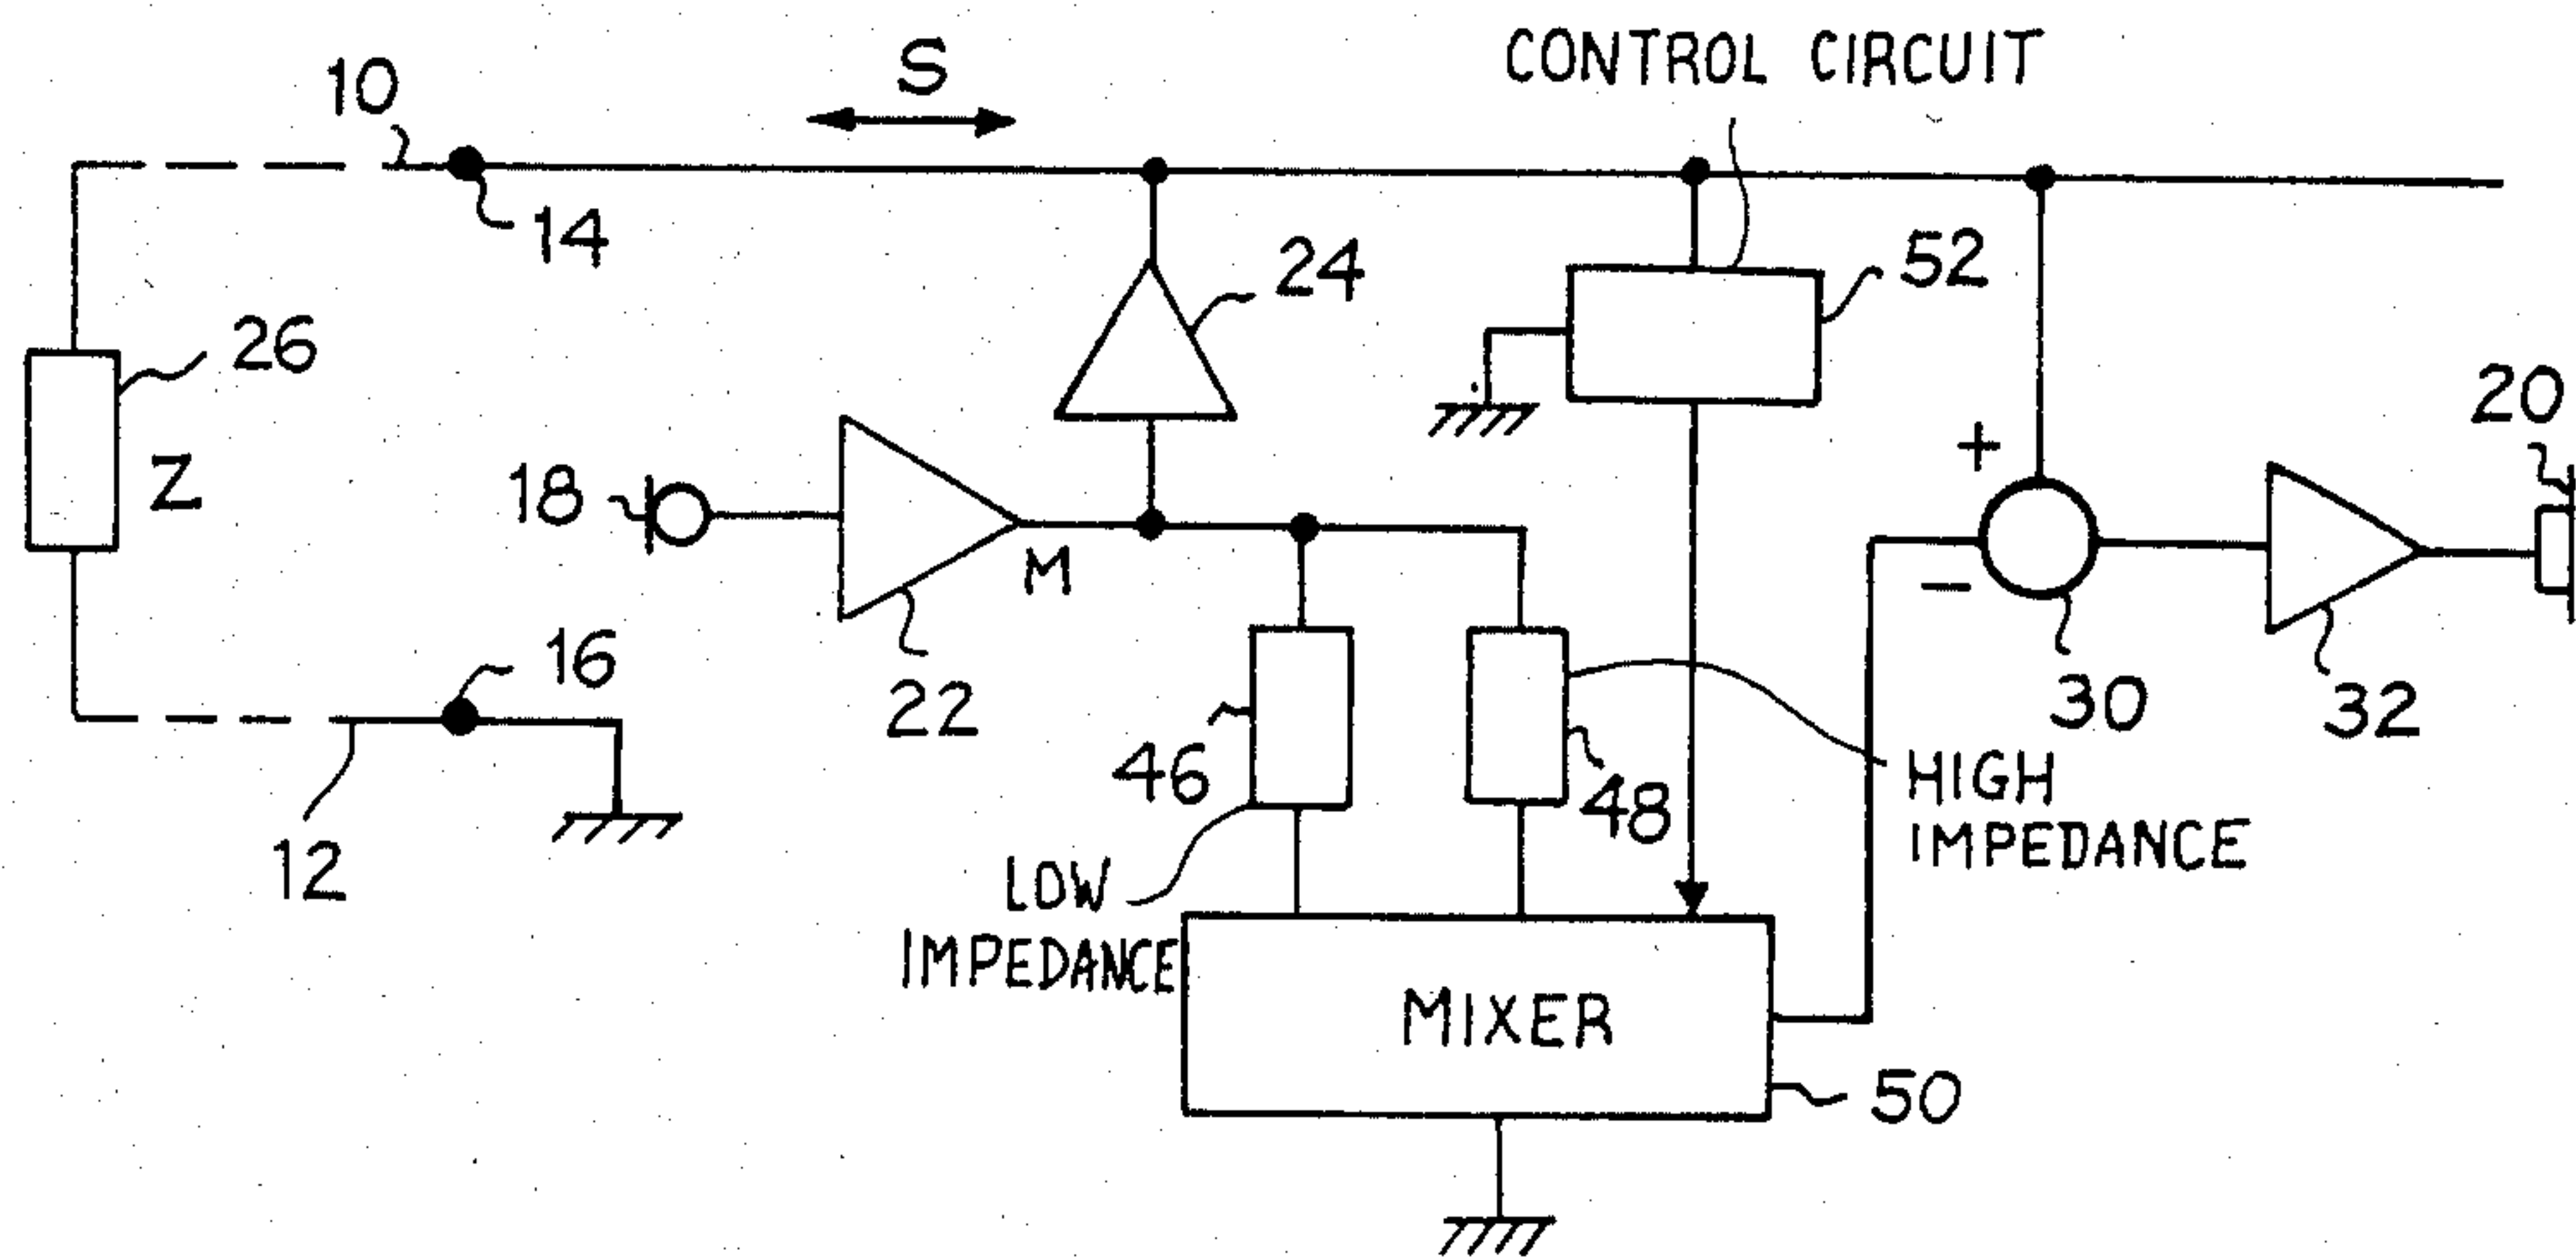 CONTROL CIRCUIT
S
10
14
24
52
26
20
+
Z
18
M
−
16
22
30
32
46
48
HIGH
IMPEDANCE
12
LOW
IMPEDANCE
MIXER
50